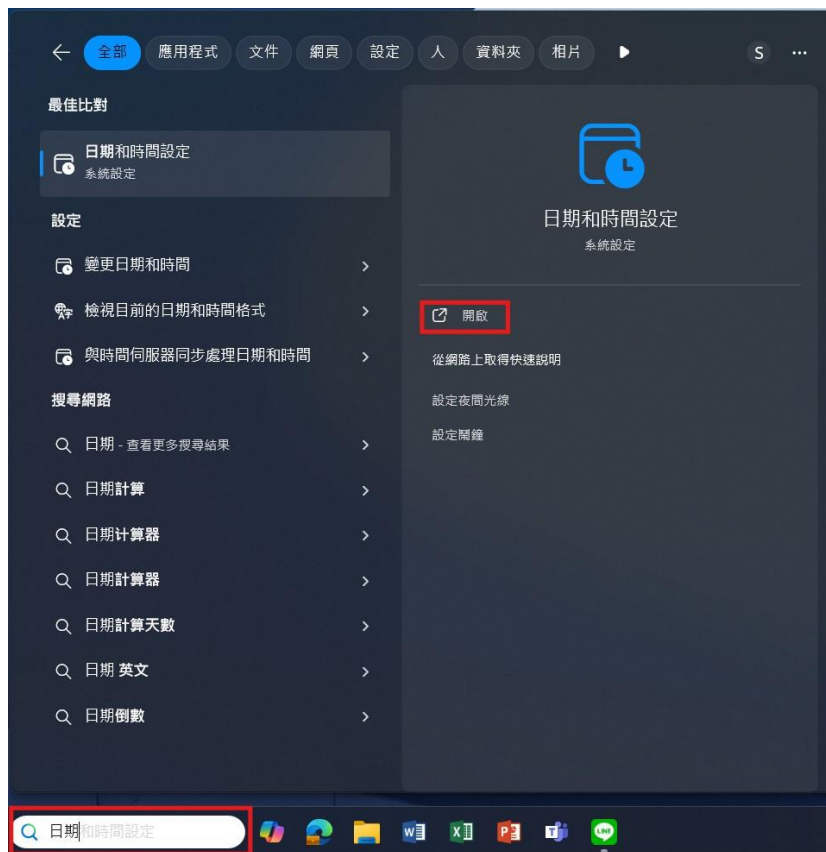 全部 應用程式 文件 網頁 設定 人 資料夾 相片 S
最佳比對
日期和時間設定
系統設定
設定
變更日期和時間
檢視目前的日期和時間格式
與時間伺服器同步處理日期和時間
搜尋網路
日期 - 查看更多搜尋結果
日期計算
日期计算器
日期計算器
日期計算天數
日期 英文
日期倒數
日期和時間設定
系統設定
開啟
從網路上取得快速說明
設定夜間光線
設定鬧鐘
日期和時間設定